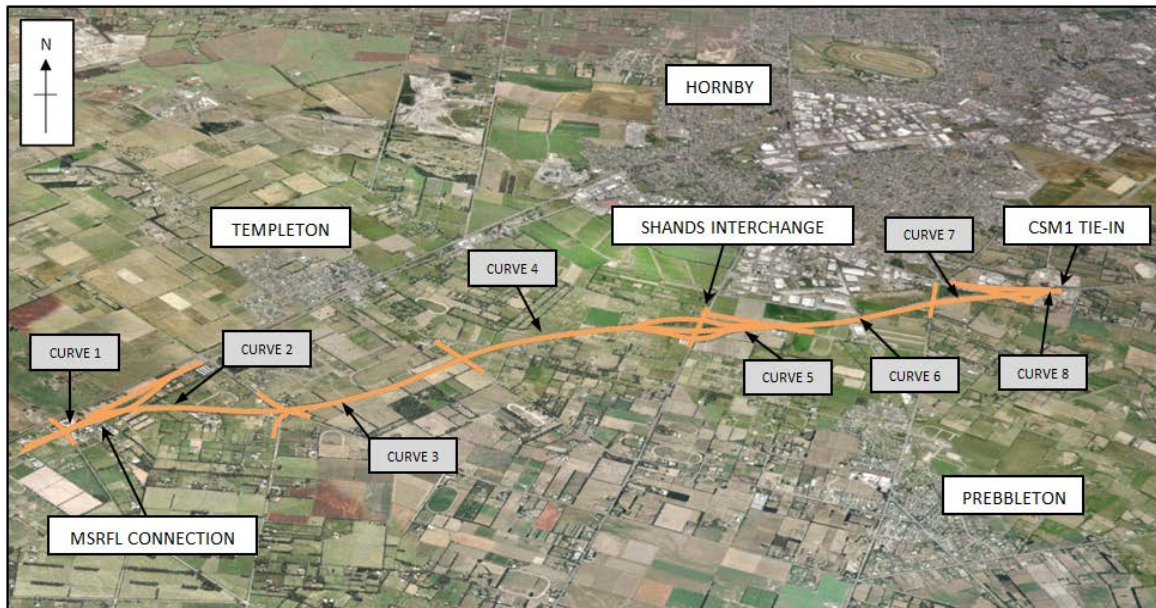 N
HORNBY
TEMPLETON
SHANDS INTERCHANGE
CURVE 7
CSM1 TIE-IN
CURVE 4
CURVE 1
CURVE 2
CURVE 5
CURVE 6
CURVE 8
CURVE 3
PREBBLETON
MSRFL CONNECTION